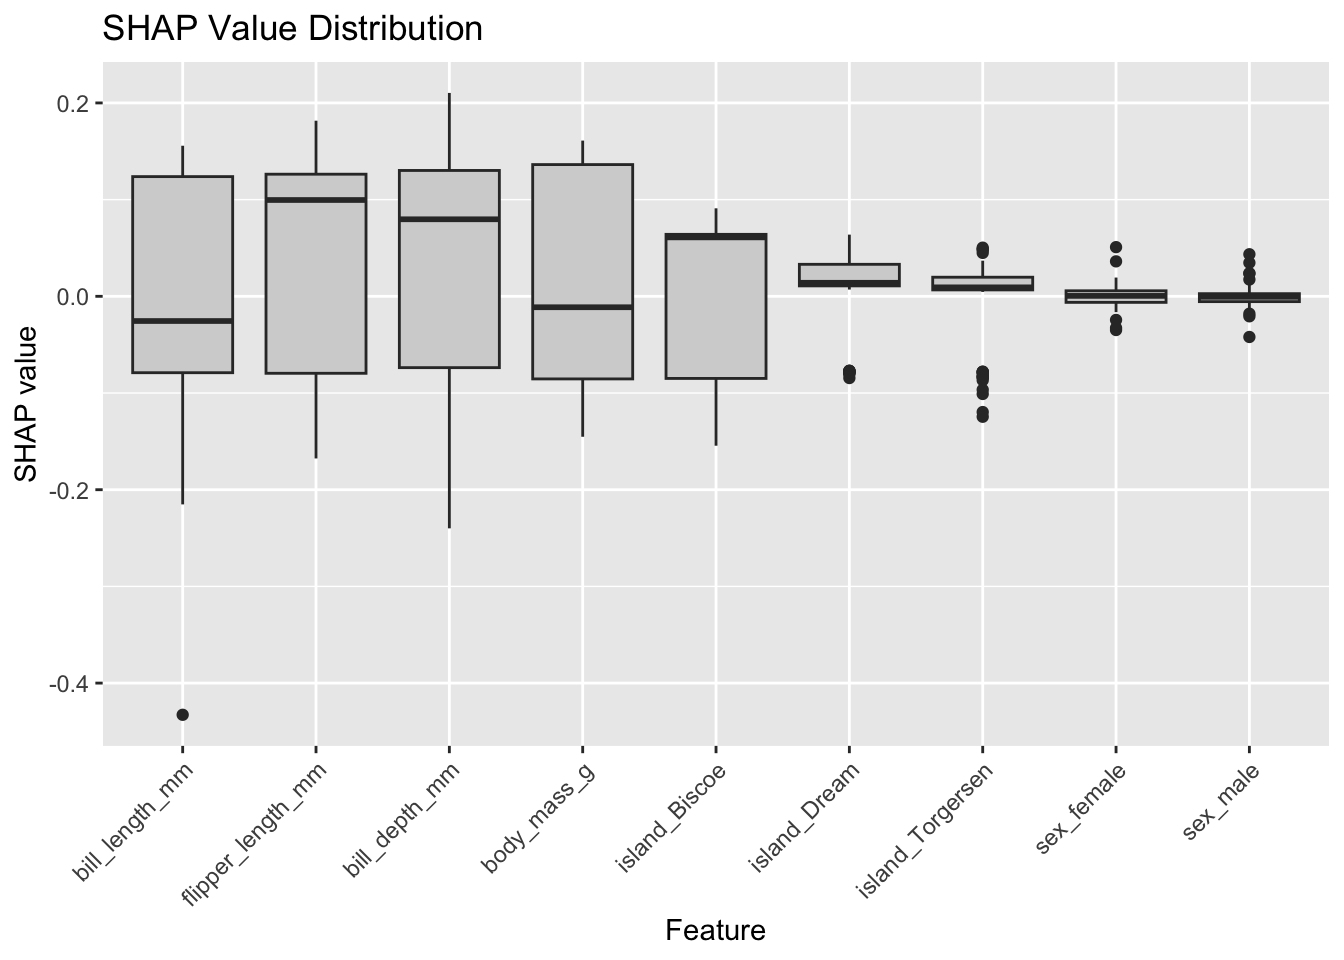 SHAP Value Distribution
0.2
0.0
-0.2
-0.4
SHAP value
bill_length_mm
flipper_length_mm
bill_depth_mm
body_mass_g
island_Biscoe
island_Dream
island_Torgersen
sex_female
sex_male
Feature